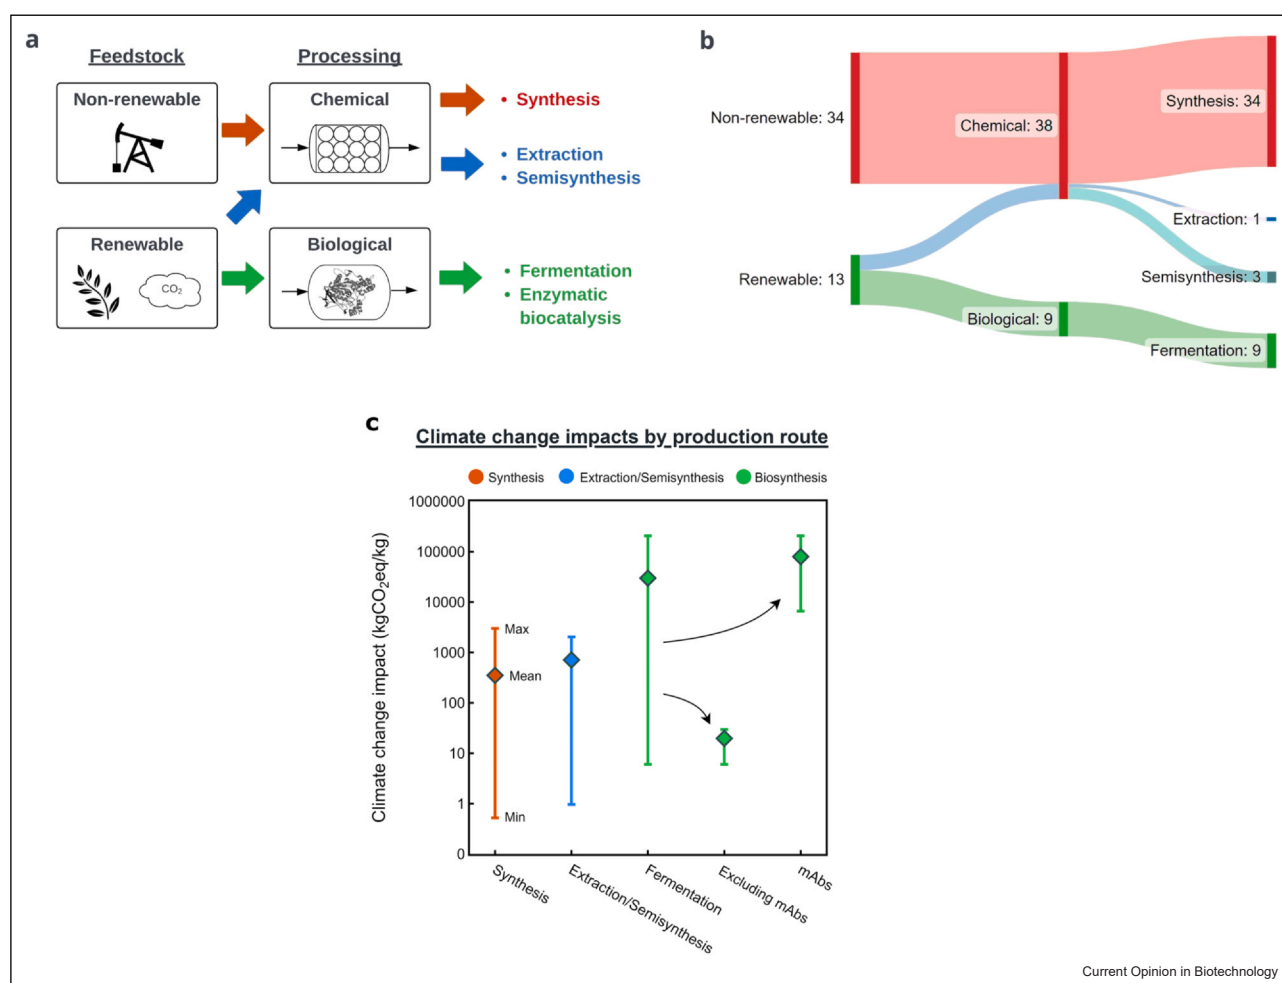 a
Feedstock
Processing
Non-renewable
Chemical
• Synthesis
• Extraction
• Semisynthesis
Renewable
CO2
Biological
• Fermentation
• Enzymatic
biocatalysis
b
Non-renewable: 34
Chemical: 38
Synthesis: 34
Extraction: 1
Renewable: 13
Semisynthesis: 3
Biological: 9
Fermentation: 9
c
Climate change impacts by production route
Synthesis
Extraction/Semisynthesis
Biosynthesis
Climate change impact (kgCO2eq/kg)
1000000
100000
10000
1000
100
10
1
0
Max
Mean
Min
Synthesis
Extraction/Semisynthesis
Fermentation
Excluding mAbs
mAbs
Current Opinion in Biotechnology